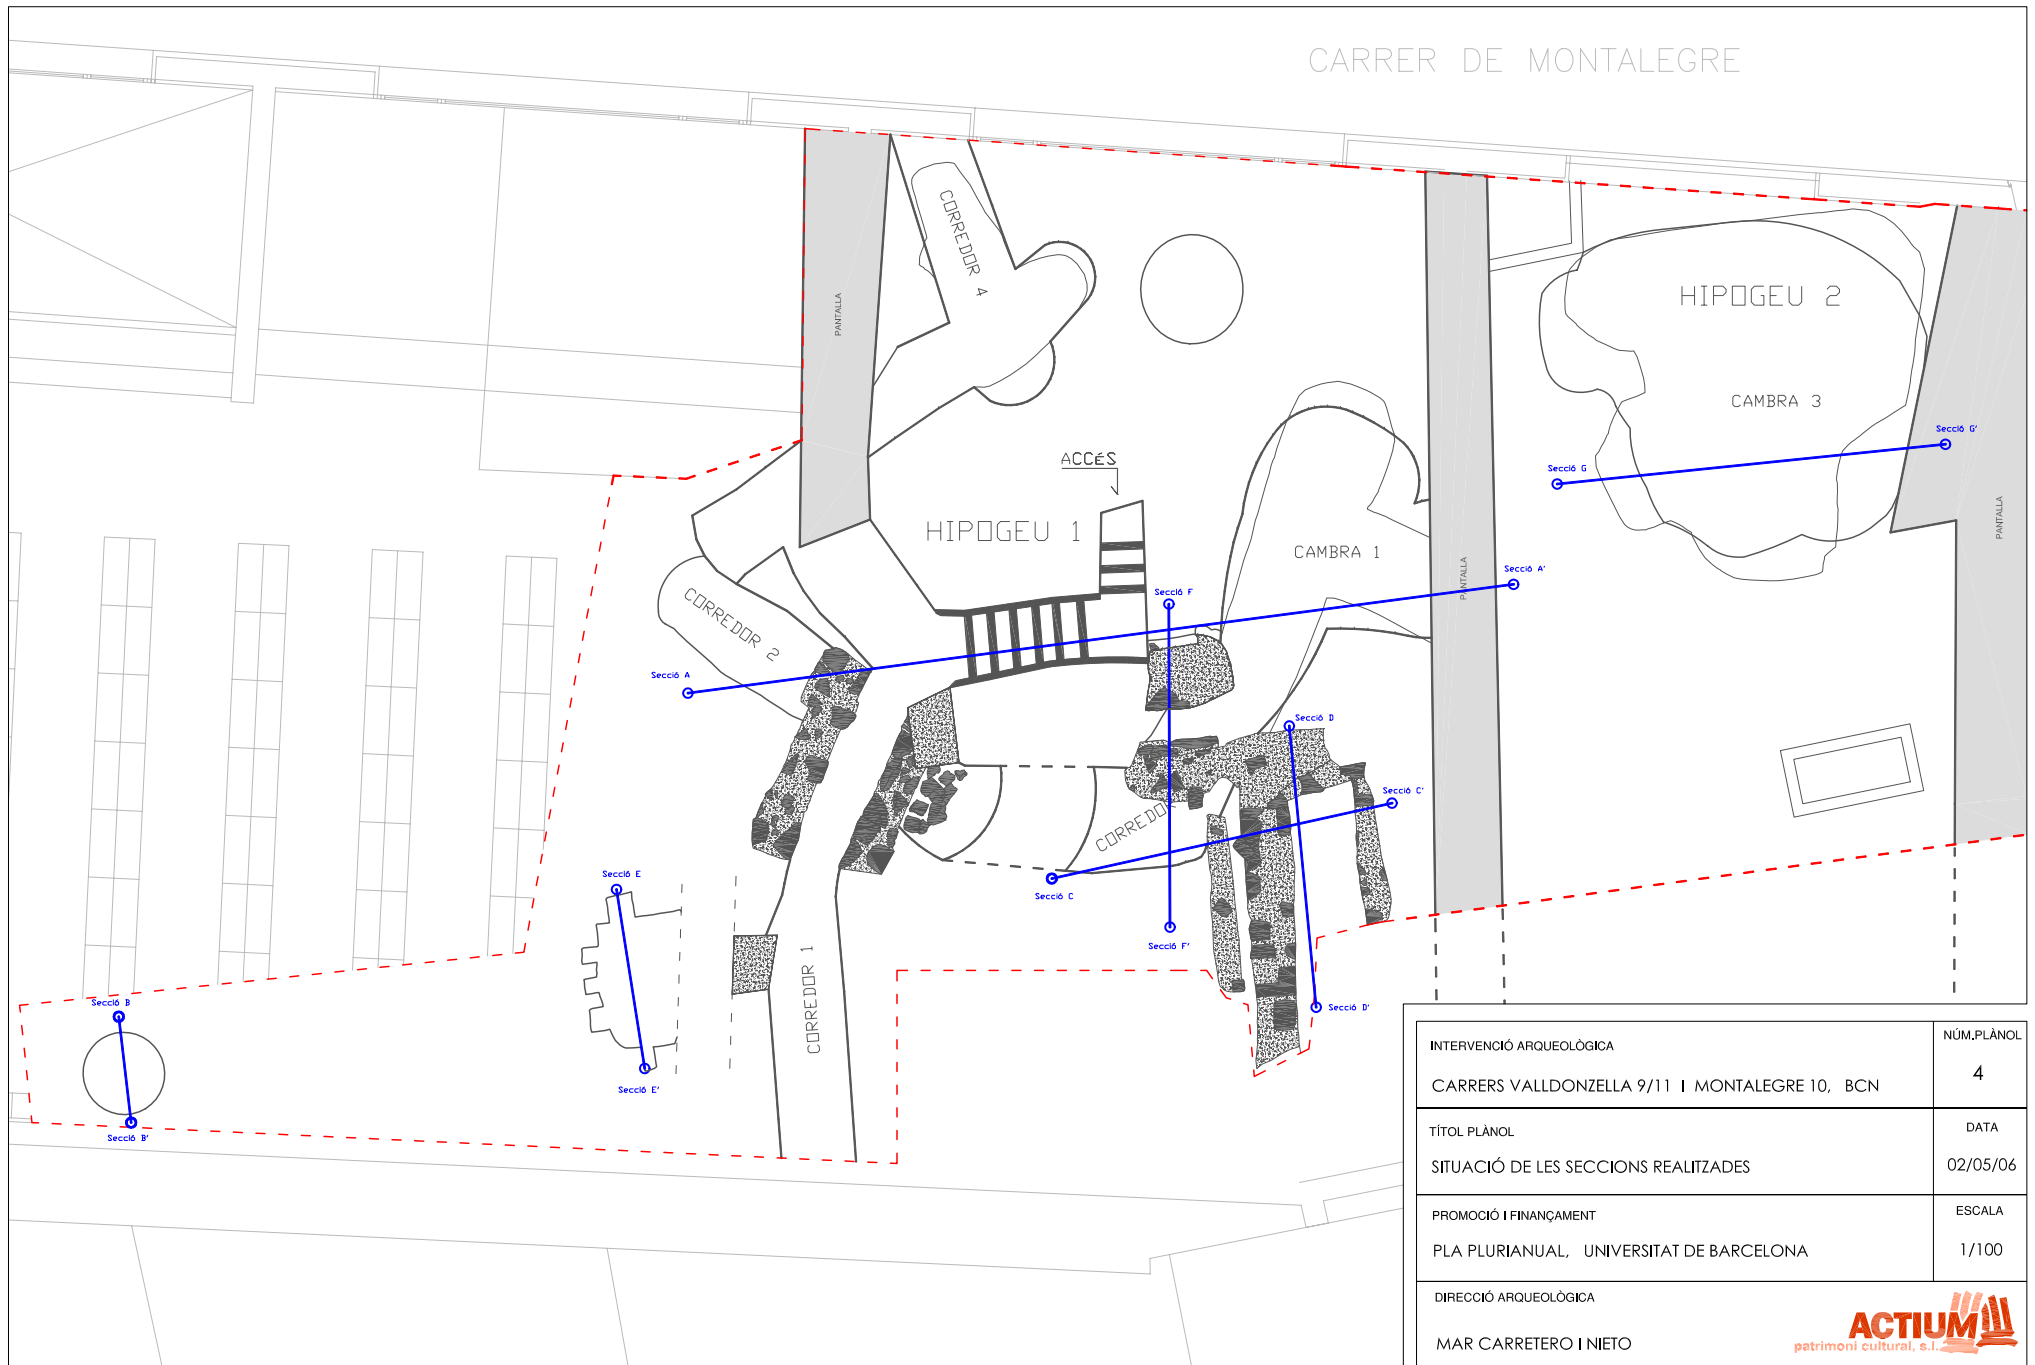 CARRER DE MONTALEGRE
CORREDOR 4
PANTALLA
HIPOGEU 2
CAMBRA 3
Secció G'
Secció G
ACCÉS
HIPOGEU 1
CAMBRA 1
PANTALLA
PANTALLA
Secció A'
Secció F
CORREDOR 2
Secció A
Secció D
Secció C'
CORREDOR
Secció E
Secció C
Secció F'
CORREDOR 1
Secció B
Secció D'
Secció E'
Secció B'
INTERVENCIÓ ARQUEOLÒGICA
CARRERS VALLDONZELLA 9/11 I MONTALEGRE 10, BCN
NÚM.PLÀNOL
4
TÍTOL PLÀNOL
SITUACIÓ DE LES SECCIONS REALITZADES
DATA
02/05/06
PROMOCIÓ I FINANÇAMENT
PLA PLURIANUAL, UNIVERSITAT DE BARCELONA
ESCALA
1/100
DIRECCIÓ ARQUEOLÒGICA
MAR CARRETERO I NIETO
ACTIUM
patrimoni cultural, s.l.